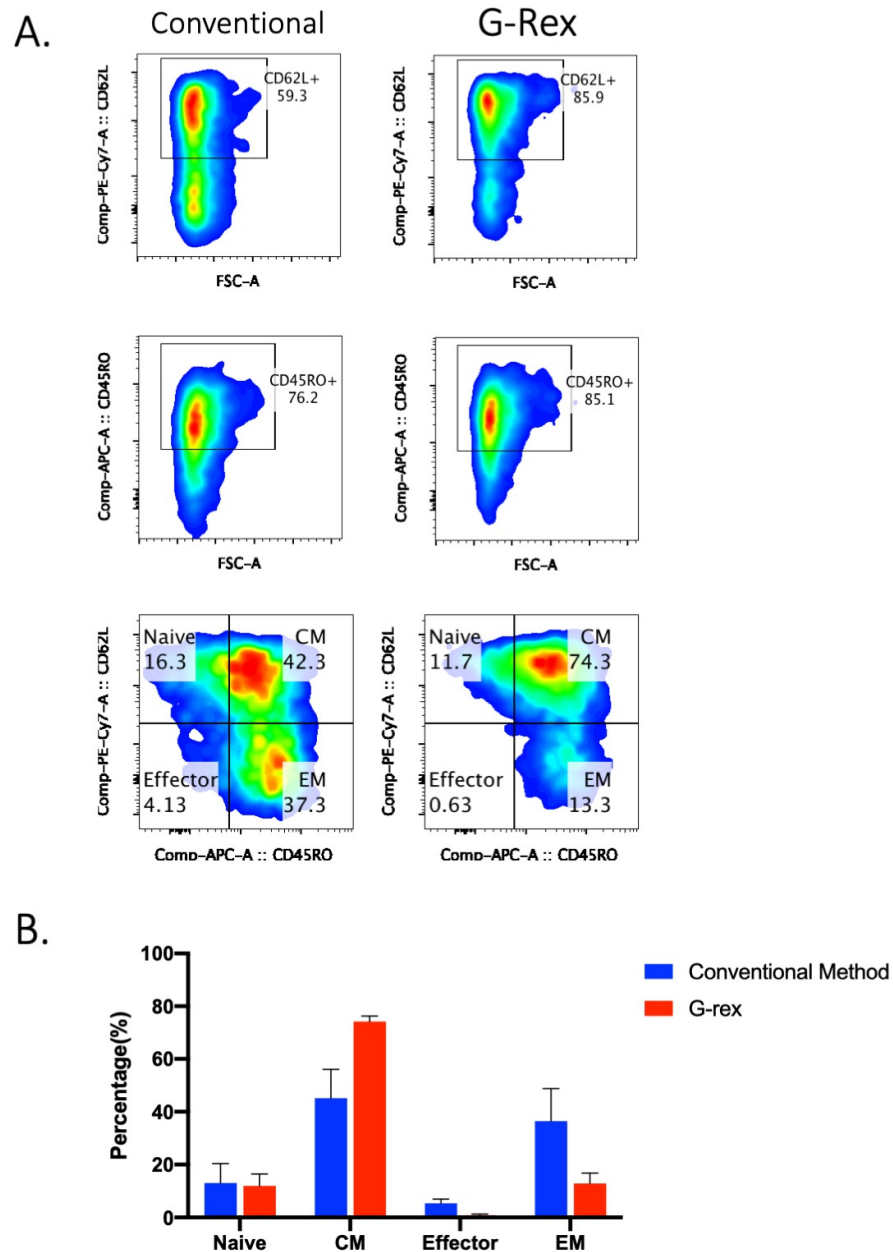 A.
Conventional
G-Rex
Comp-PE-Cy7-A :: CD62L
CD62L+
59.3
FSC-A
Comp-PE-Cy7-A :: CD62L
CD62L+
85.9
FSC-A
Comp-APC-A :: CD45RO
CD45RO+
76.2
FSC-A
Comp-APC-A :: CD45RO
CD45RO+
85.1
FSC-A
Comp-PE-Cy7-A :: CD62L
Naive
16.3
CM
42.3
Effector
4.13
EM
37.3
Comp-APC-A :: CD45RO
Comp-PE-Cy7-A :: CD62L
Naive
11.7
CM
74.3
Effector
0.63
EM
13.3
Comp-APC-A :: CD45RO
B.
Percentage(%)
100
80
60
40
20
0
Naive
CM
Effector
EM
Conventional Method
G-rex